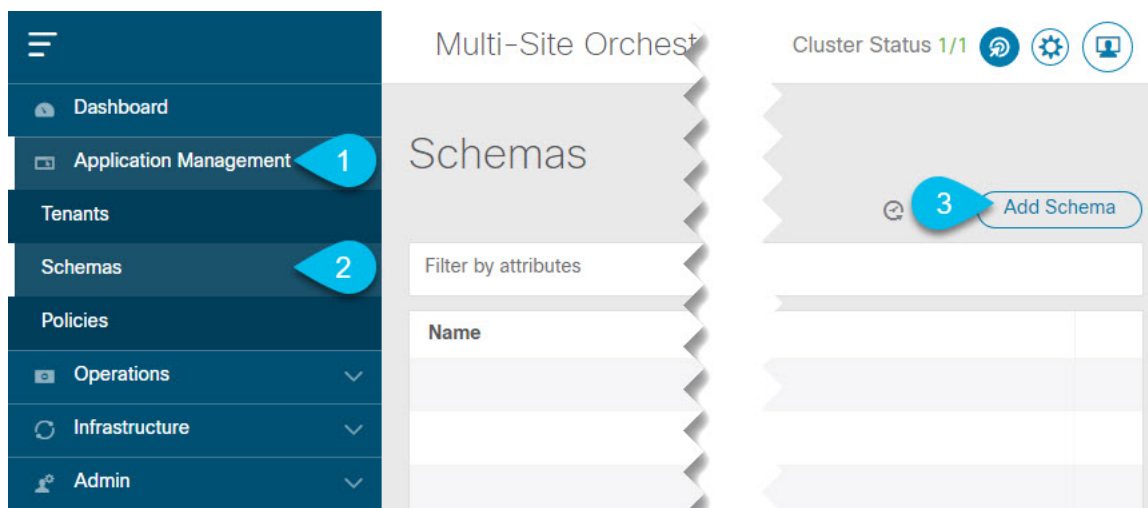 Multi-Site Orchest
Cluster Status 1/1
Dashboard
Application Management
1
Tenants
Schemas
2
Policies
Operations
Infrastructure
Admin
Schemas
3
Add Schema
Filter by attributes
Name